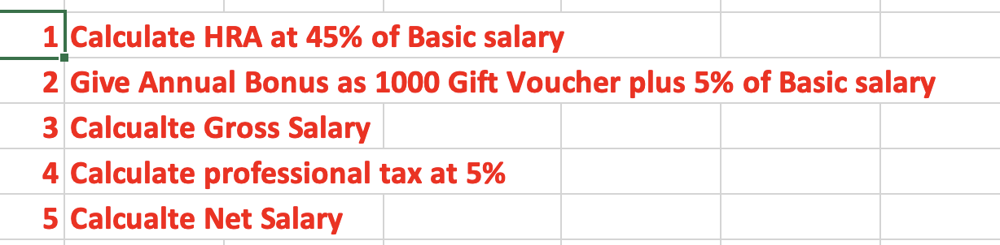 1 Calculate HRA at 45% of Basic salary
2 Give Annual Bonus as 1000 Gift Voucher plus 5% of Basic salary
3 Calcualte Gross Salary
4 Calculate professional tax at 5%
5 Calcualte Net Salary